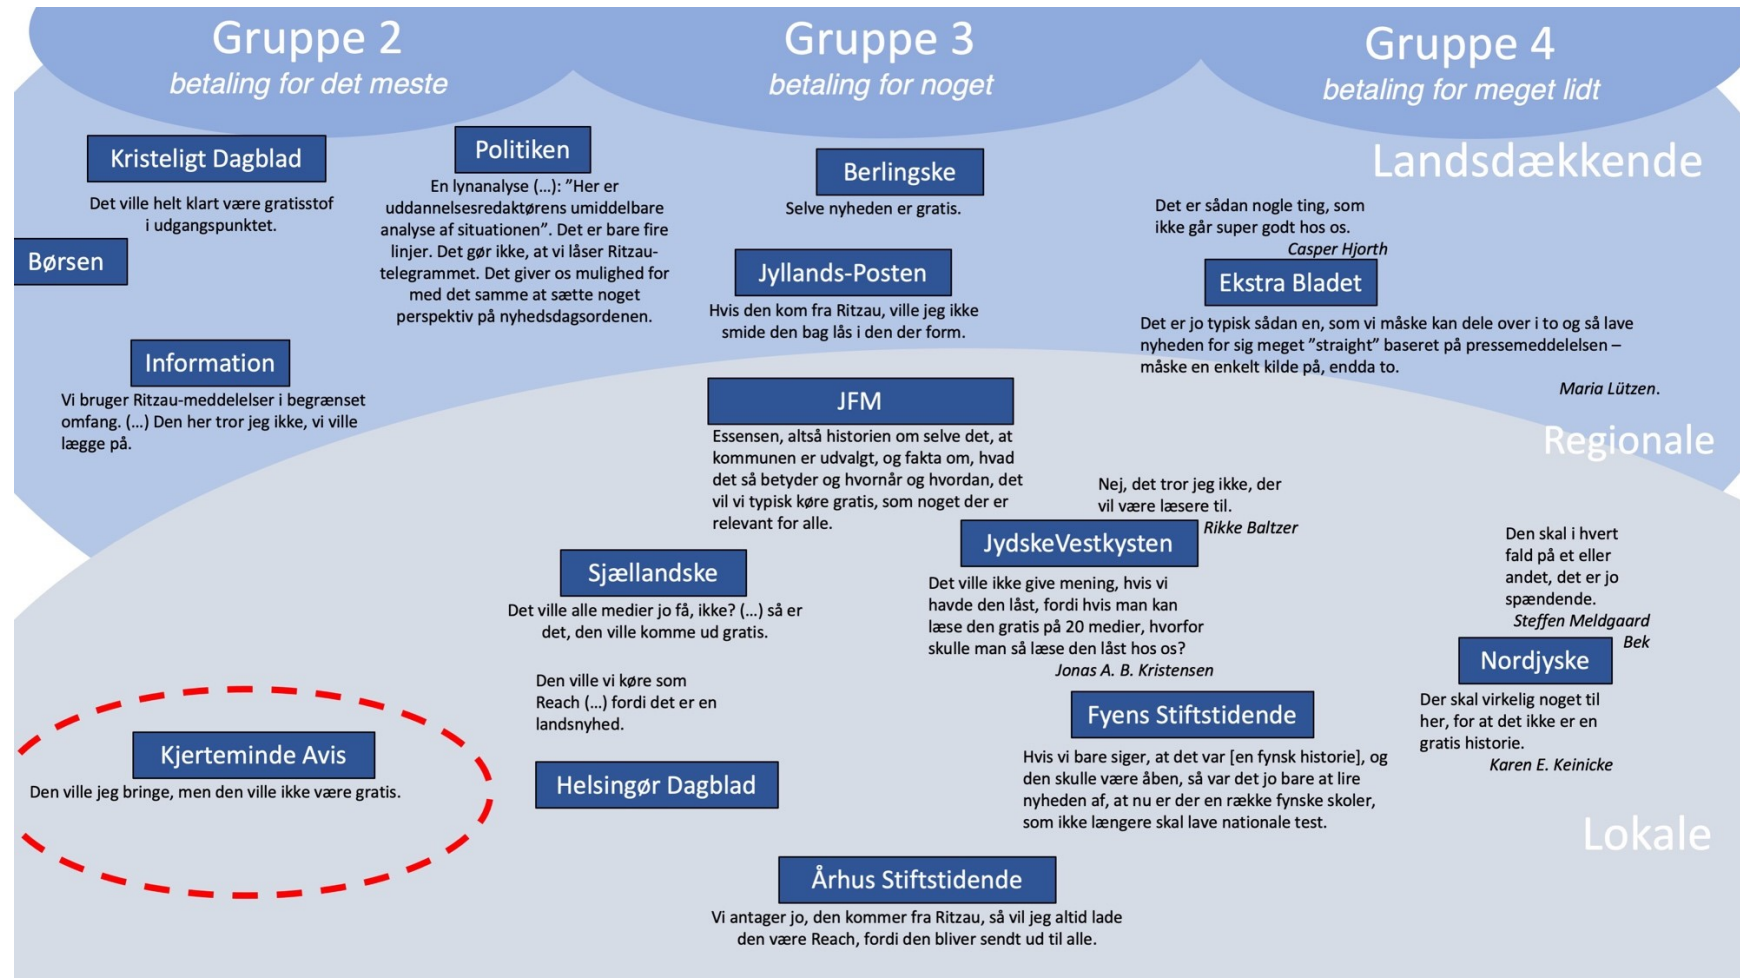 Gruppe 2
betaling for det meste
Gruppe 3
betaling for noget
Gruppe 4
betaling for meget lidt
Landsdækkende
Kristeligt Dagblad
Det ville helt klart være gratisstof
i udgangspunktet.
Børsen
Information
Vi bruger Ritzau-meddelelser i begrænset
omfang. (…) Den her tror jeg ikke, vi ville
lægge på.
Politiken
En lynanalyse (…): ”Her er
uddannelsesredaktørens umiddelbare
analyse af situationen”. Det er bare fire
linjer. Det gør ikke, at vi låser Ritzau-
telegrammet. Det giver os mulighed for
med det samme at sætte noget
perspektiv på nyhedsdagsordenen.
Berlingske
Selve nyheden er gratis.
Jyllands-Posten
Hvis den kom fra Ritzau, ville jeg ikke
smide den bag lås i den der form.
Det er sådan nogle ting, som
ikke går super godt hos os.
Casper Hjorth
Ekstra Bladet
Det er jo typisk sådan en, som vi måske kan dele over i to og så lave
nyheden for sig meget ”straight” baseret på pressemeddelelsen –
måske en enkelt kilde på, endda to.
Maria Lützen.
Regionale
JFM
Essensen, altså historien om selve det, at
kommunen er udvalgt, og fakta om, hvad
det så betyder og hvornår og hvordan, det
vil vi typisk køre gratis, som noget der er
relevant for alle.
Nej, det tror jeg ikke, der
vil være læsere til.
Rikke Baltzer
JydskeVestkysten
Det ville ikke give mening, hvis vi
havde den låst, fordi hvis man kan
læse den gratis på 20 medier, hvorfor
skulle man så læse den låst hos os?
Jonas A. B. Kristensen
Den skal i hvert
fald på et eller
andet, det er jo
spændende.
Steffen Meldgaard
Bek
Nordjyske
Der skal virkelig noget til
her, for at det ikke er en
gratis historie.
Karen E. Keinicke
Sjællandske
Det ville alle medier jo få, ikke? (…) så er
det, den ville komme ud gratis.
Den ville vi køre som
Reach (…) fordi det er en
landsnyhed.
Helsingør Dagblad
Kjerteminde Avis
Den ville jeg bringe, men den ville ikke være gratis.
Fyens Stiftstidende
Hvis vi bare siger, at det var [en fynsk historie], og
den skulle være åben, så var det jo bare at lire
nyheden af, at nu er der en række fynske skoler,
som ikke længere skal lave nationale test.
Lokale
Århus Stiftstidende
Vi antager jo, den kommer fra Ritzau, så vil jeg altid lade
den være Reach, fordi den bliver sendt ud til alle.